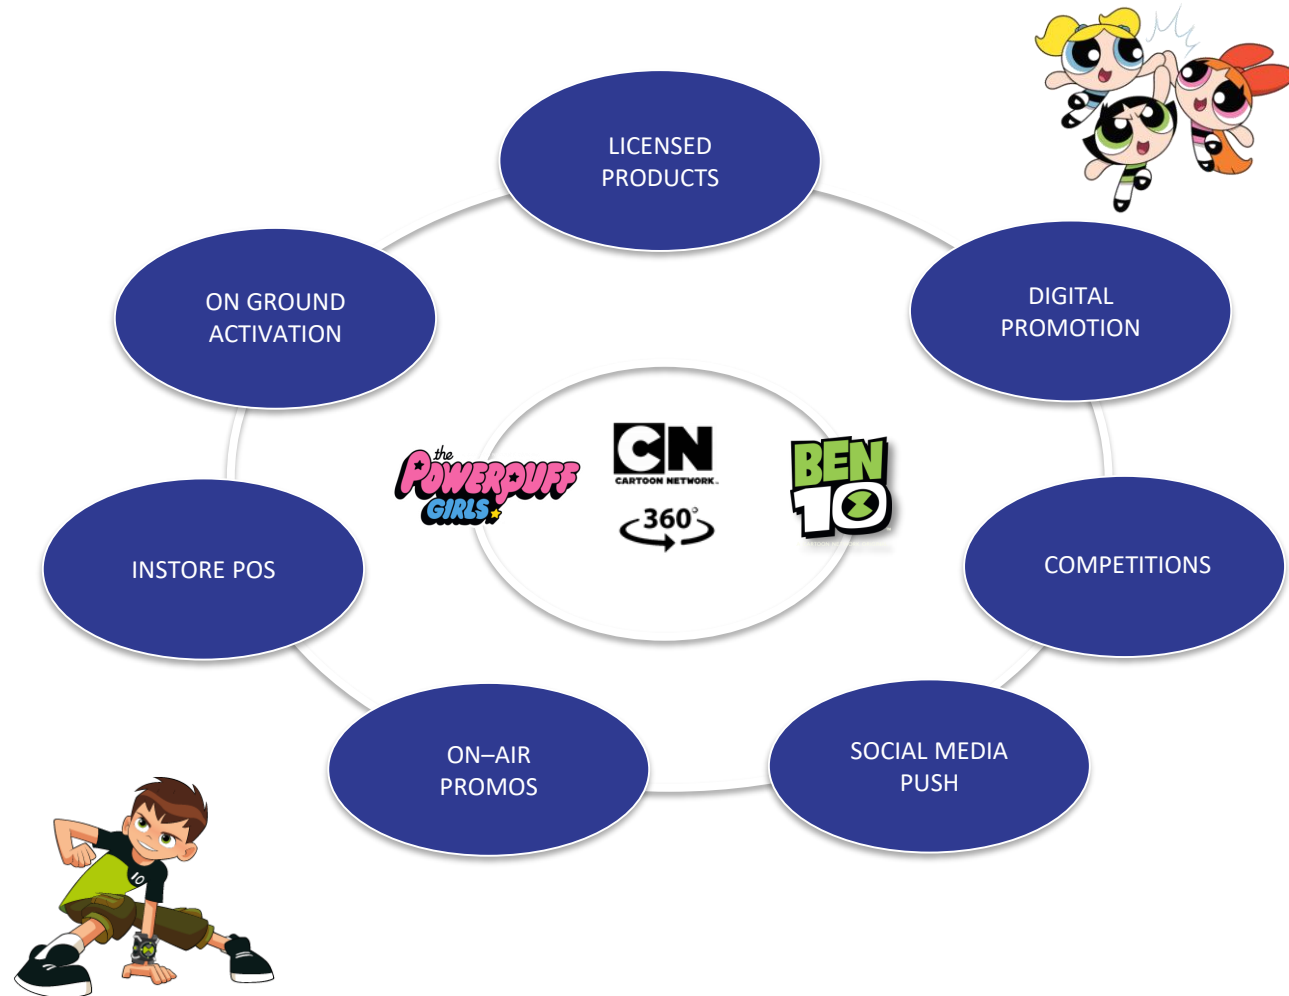 LICENSED
PRODUCTS
ON GROUND
ACTIVATION
DIGITAL
PROMOTION
the
POWERPUFF
GIRLS
CN
CARTOON NETWORK
360°
BEN
10
INSTORE POS
COMPETITIONS
ON–AIR
PROMOS
SOCIAL MEDIA
PUSH
10